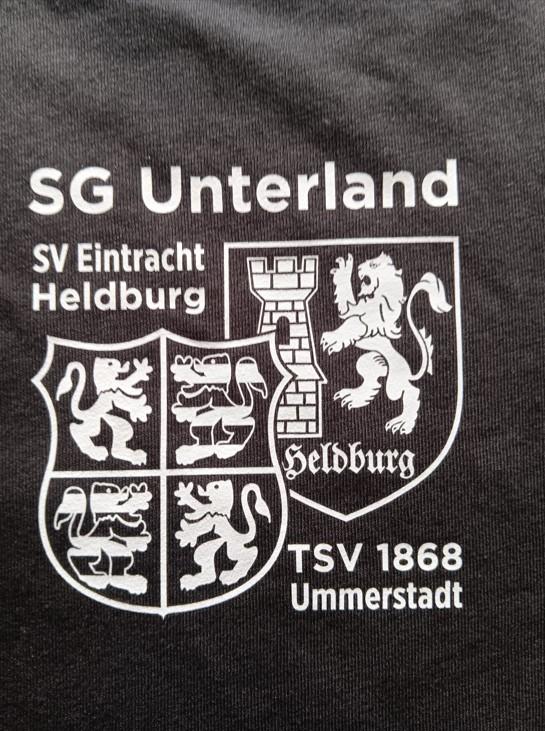 SG Unterland
SV Eintracht
Heldburg
Heldburg
TSV 1868
Ummerstadt